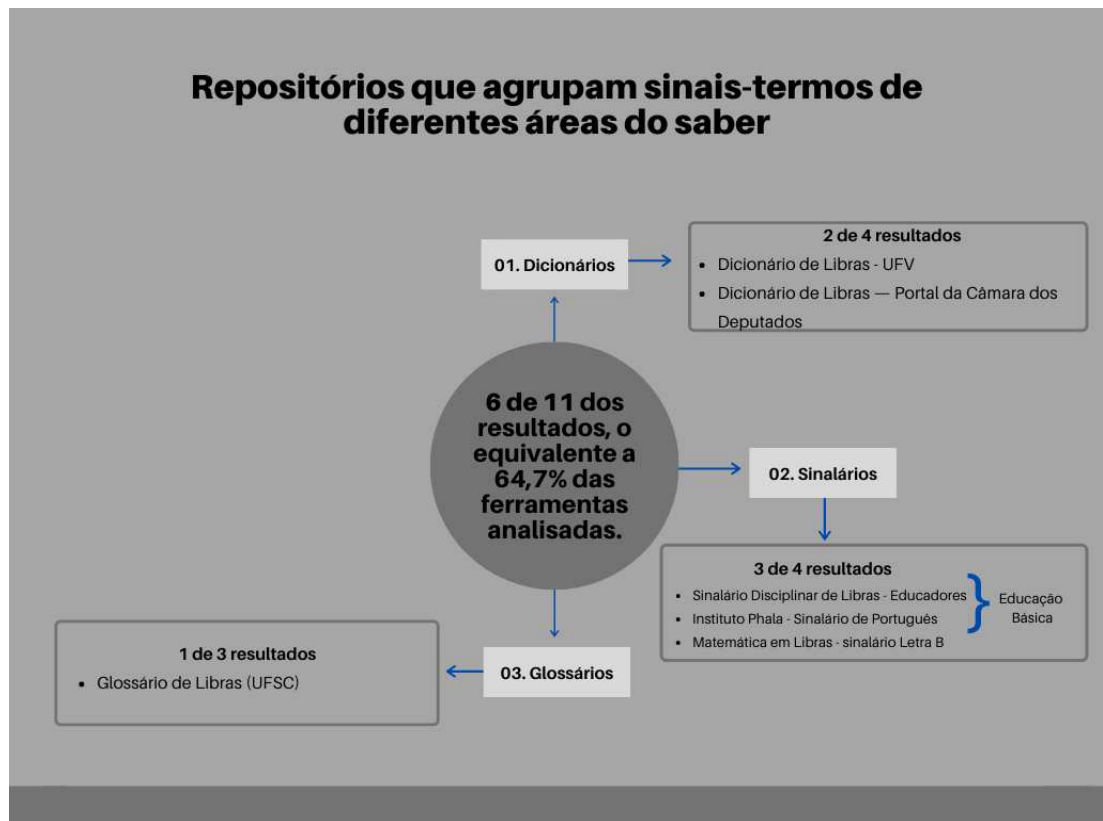 Repositórios que agrupam sinais-termos de
diferentes áreas do saber
01. Dicionários
2 de 4 resultados
• Dicionário de Libras - UFV
• Dicionário de Libras — Portal da Câmara dos
Deputados
6 de 11 dos
resultados, o
equivalente a
64,7% das
ferramentas
analisadas.
02. Sinalários
3 de 4 resultados
• Sinalário Disciplinar de Libras - Educadores
• Instituto Phala - Sinalário de Português
• Matemática em Libras - sinalário Letra B
Educação
Básica
03. Glossários
1 de 3 resultados
• Glossário de Libras (UFSC)